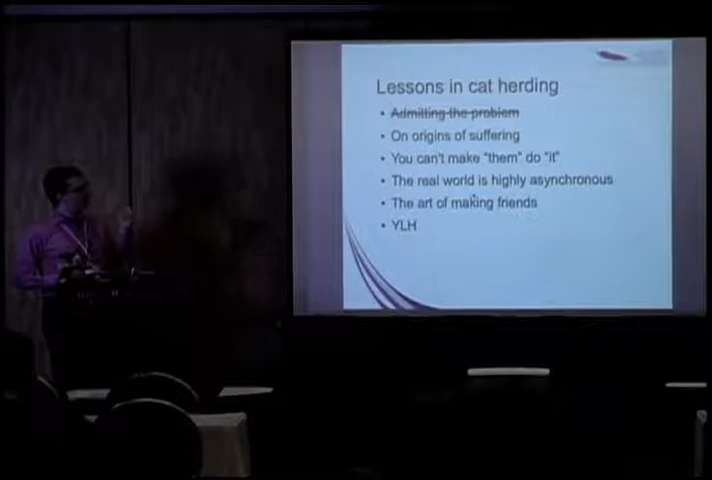 Lessons in cat herding
• Admitting the problem
• On origins of suffering
• You can't make "them" do "it"
• The real world is highly asynchronous
• The art of making friends
• YLH